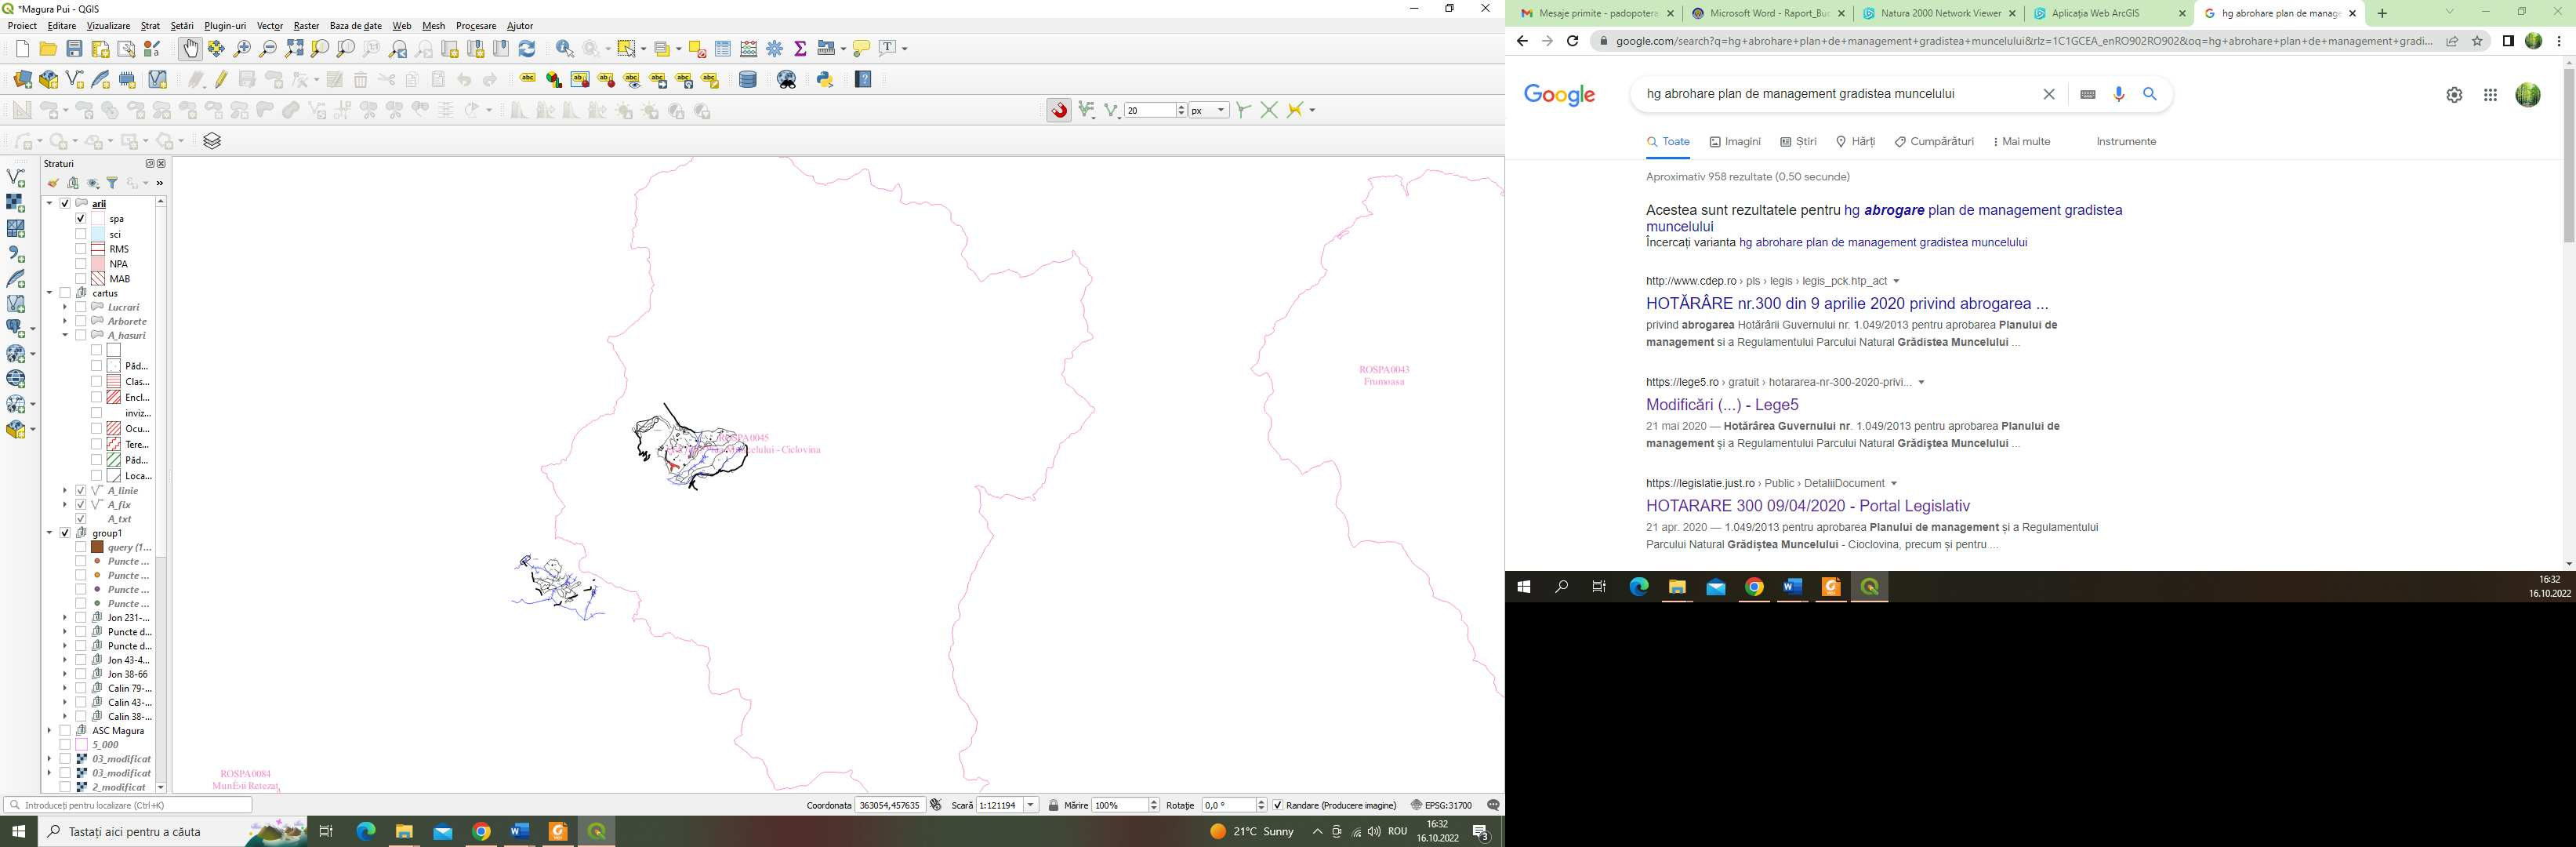 *Magura Pui - QGIS
Proiect Editare Vizualizare Strat Setări Plugin-uri Vector Raster Baza de date Web Mesh Procesare Ajutor
20 px
Straturi
arii
spa
sci
RMS
NPA
MAB
cartus
Lucrari
Arborete
A_hasuri
Păd...
Clas...
Encl...
inviz...
Ocu...
Tere...
Păd...
Loca...
A_linie
A_fix
A_txt
group1
query (1...
Puncte ...
Puncte ...
Puncte ...
Puncte ...
Jon 231-...
Puncte d...
Puncte d...
Jon 43-4...
Jon 38-66
Calin 79-...
Calin 43-...
Calin 38-...
ASC Magura
5_000
03_modificat
03_modificat
2_modificat
ROSPA0045
- Ciclovina
ROSPA0043
Frumoasa
ROSPA0084
Introduceți pentru localizare (Ctrl+K)
Coordonata 363054,457635 Scară 1:121194 Mărire 100% Rotație 0,0 ° Randare (Producere imagine) EPSG:31700
Tastați aici pentru a căuta
21°C Sunny ROU 16:32
16.10.2022 3
Mesaje primite - padopotera Microsoft Word - Raport_Buc Natura 2000 Network Viewer Aplicația Web ArcGIS hg abrohare plan de manage
google.com/search?q=hg+abrohare+plan+de+management+gradistea+muncelului&rlz=1C1GCEA_enRO902RO902&oq=hg+abrohare+plan+de+management+gradi...
Google hg abrohare plan de management gradistea muncelului
Toate Imagini Știri Hărți Cumpărături Mai multe Instrumente
Aproximativ 958 rezultate (0,50 secunde)
Acestea sunt rezultatele pentru hg abrogare plan de management gradistea
muncelului
Încercați varianta hg abrohare plan de management gradistea muncelului
http://www.cdep.ro › pls › legis › legis_pck.htp_act
HOTĂRÂRE nr.300 din 9 aprilie 2020 privind abrogarea ...
privind abrogarea Hotărârii Guvernului nr. 1.049/2013 pentru aprobarea Planului de
management si a Regulamentului Parcului Natural Grădistea Muncelului ...
https://lege5.ro › gratuit › hotararea-nr-300-2020-privi...
Modificări (...) - Lege5
21 mai 2020 — Hotărârea Guvernului nr. 1.049/2013 pentru aprobarea Planului de
management și a Regulamentului Parcului Natural Grădiștea Muncelului ...
https://legislatie.just.ro › Public › DetaliiDocument
HOTARARE 300 09/04/2020 - Portal Legislativ
21 apr. 2020 — 1.049/2013 pentru aprobarea Planului de management și a Regulamentului
Parcului Natural Grădiștea Muncelului - Cioclovina, precum și pentru ...
16:32
16.10.2022